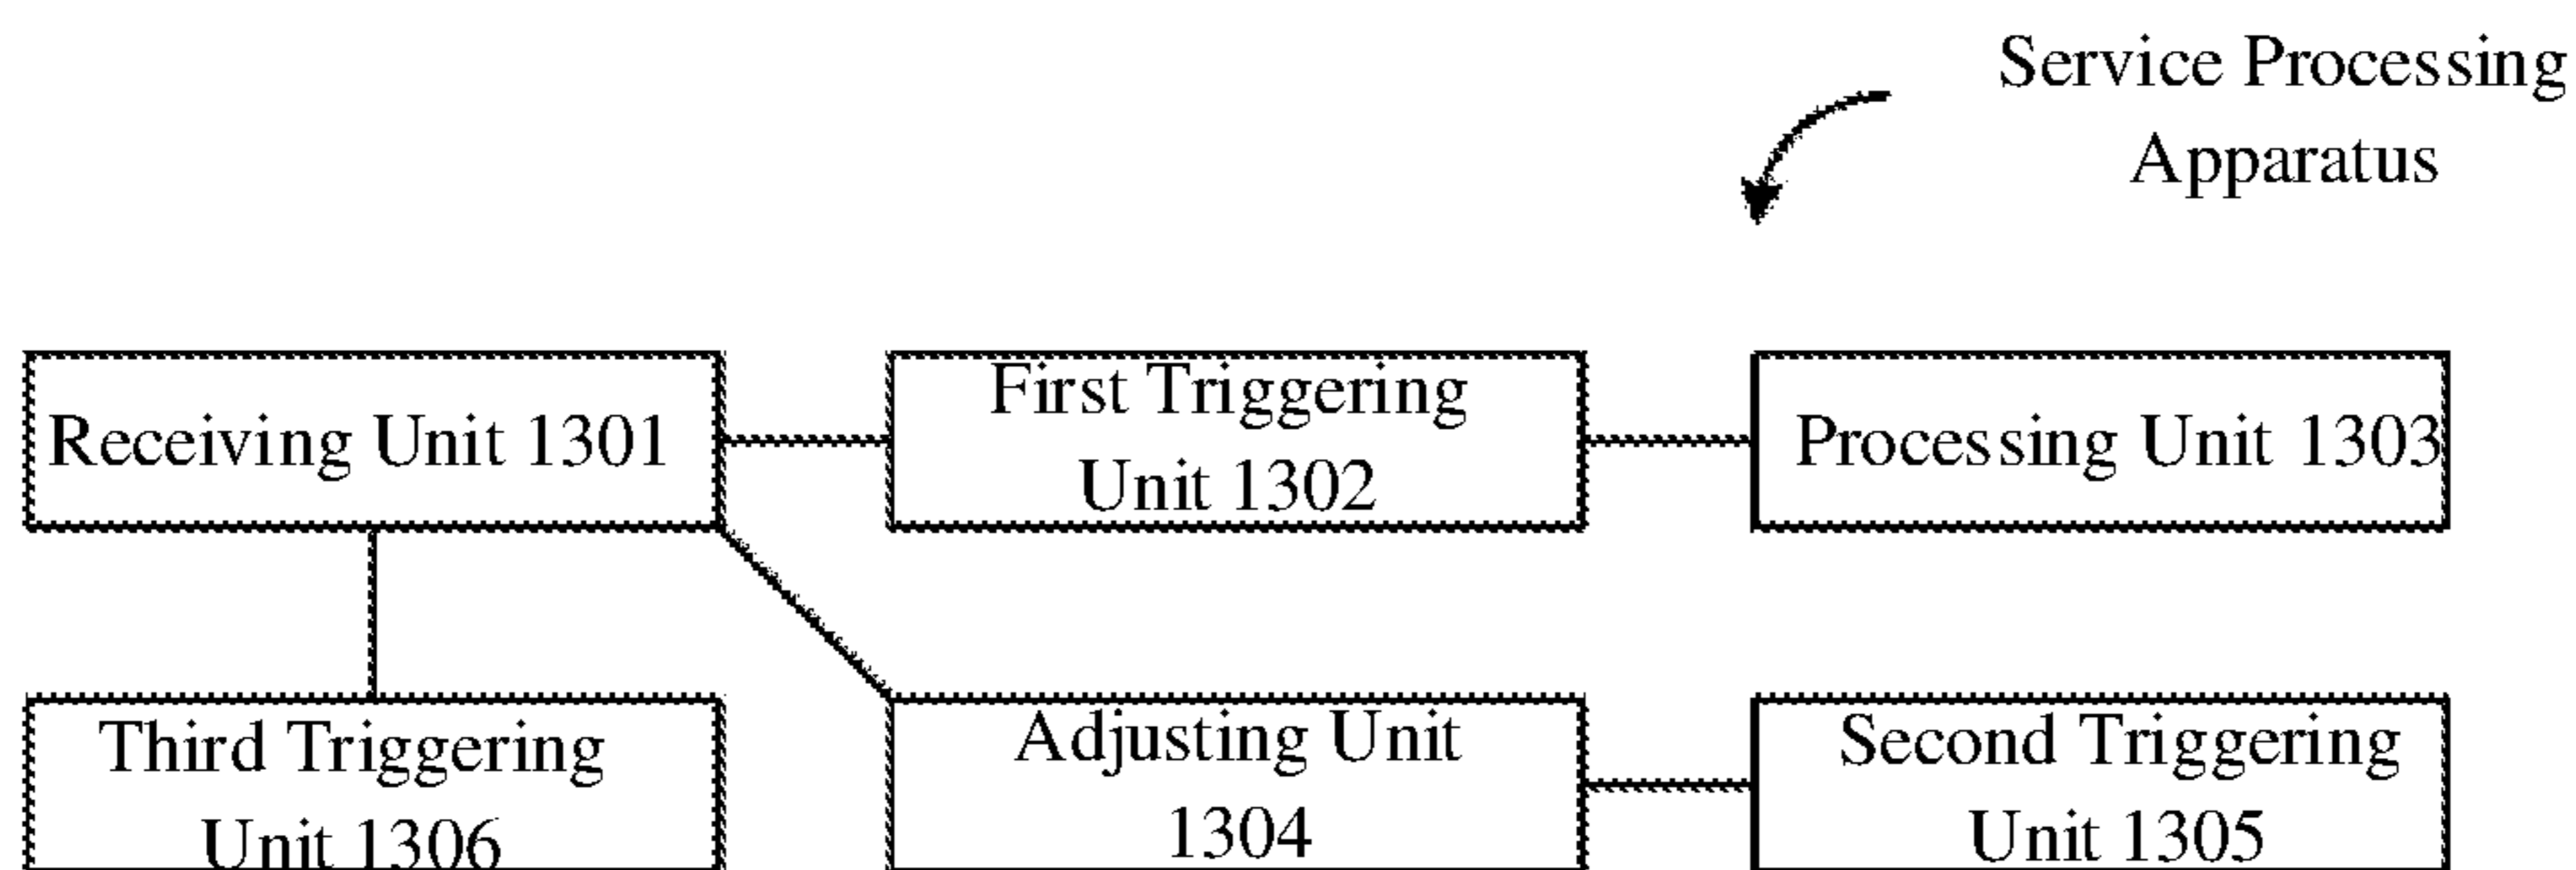 Service Processing
Apparatus
Receiving Unit 1301
First Triggering
Unit 1302
Processing Unit 1303
Third Triggering
Unit 1306
Adjusting Unit
1304
Second Triggering
Unit 1305